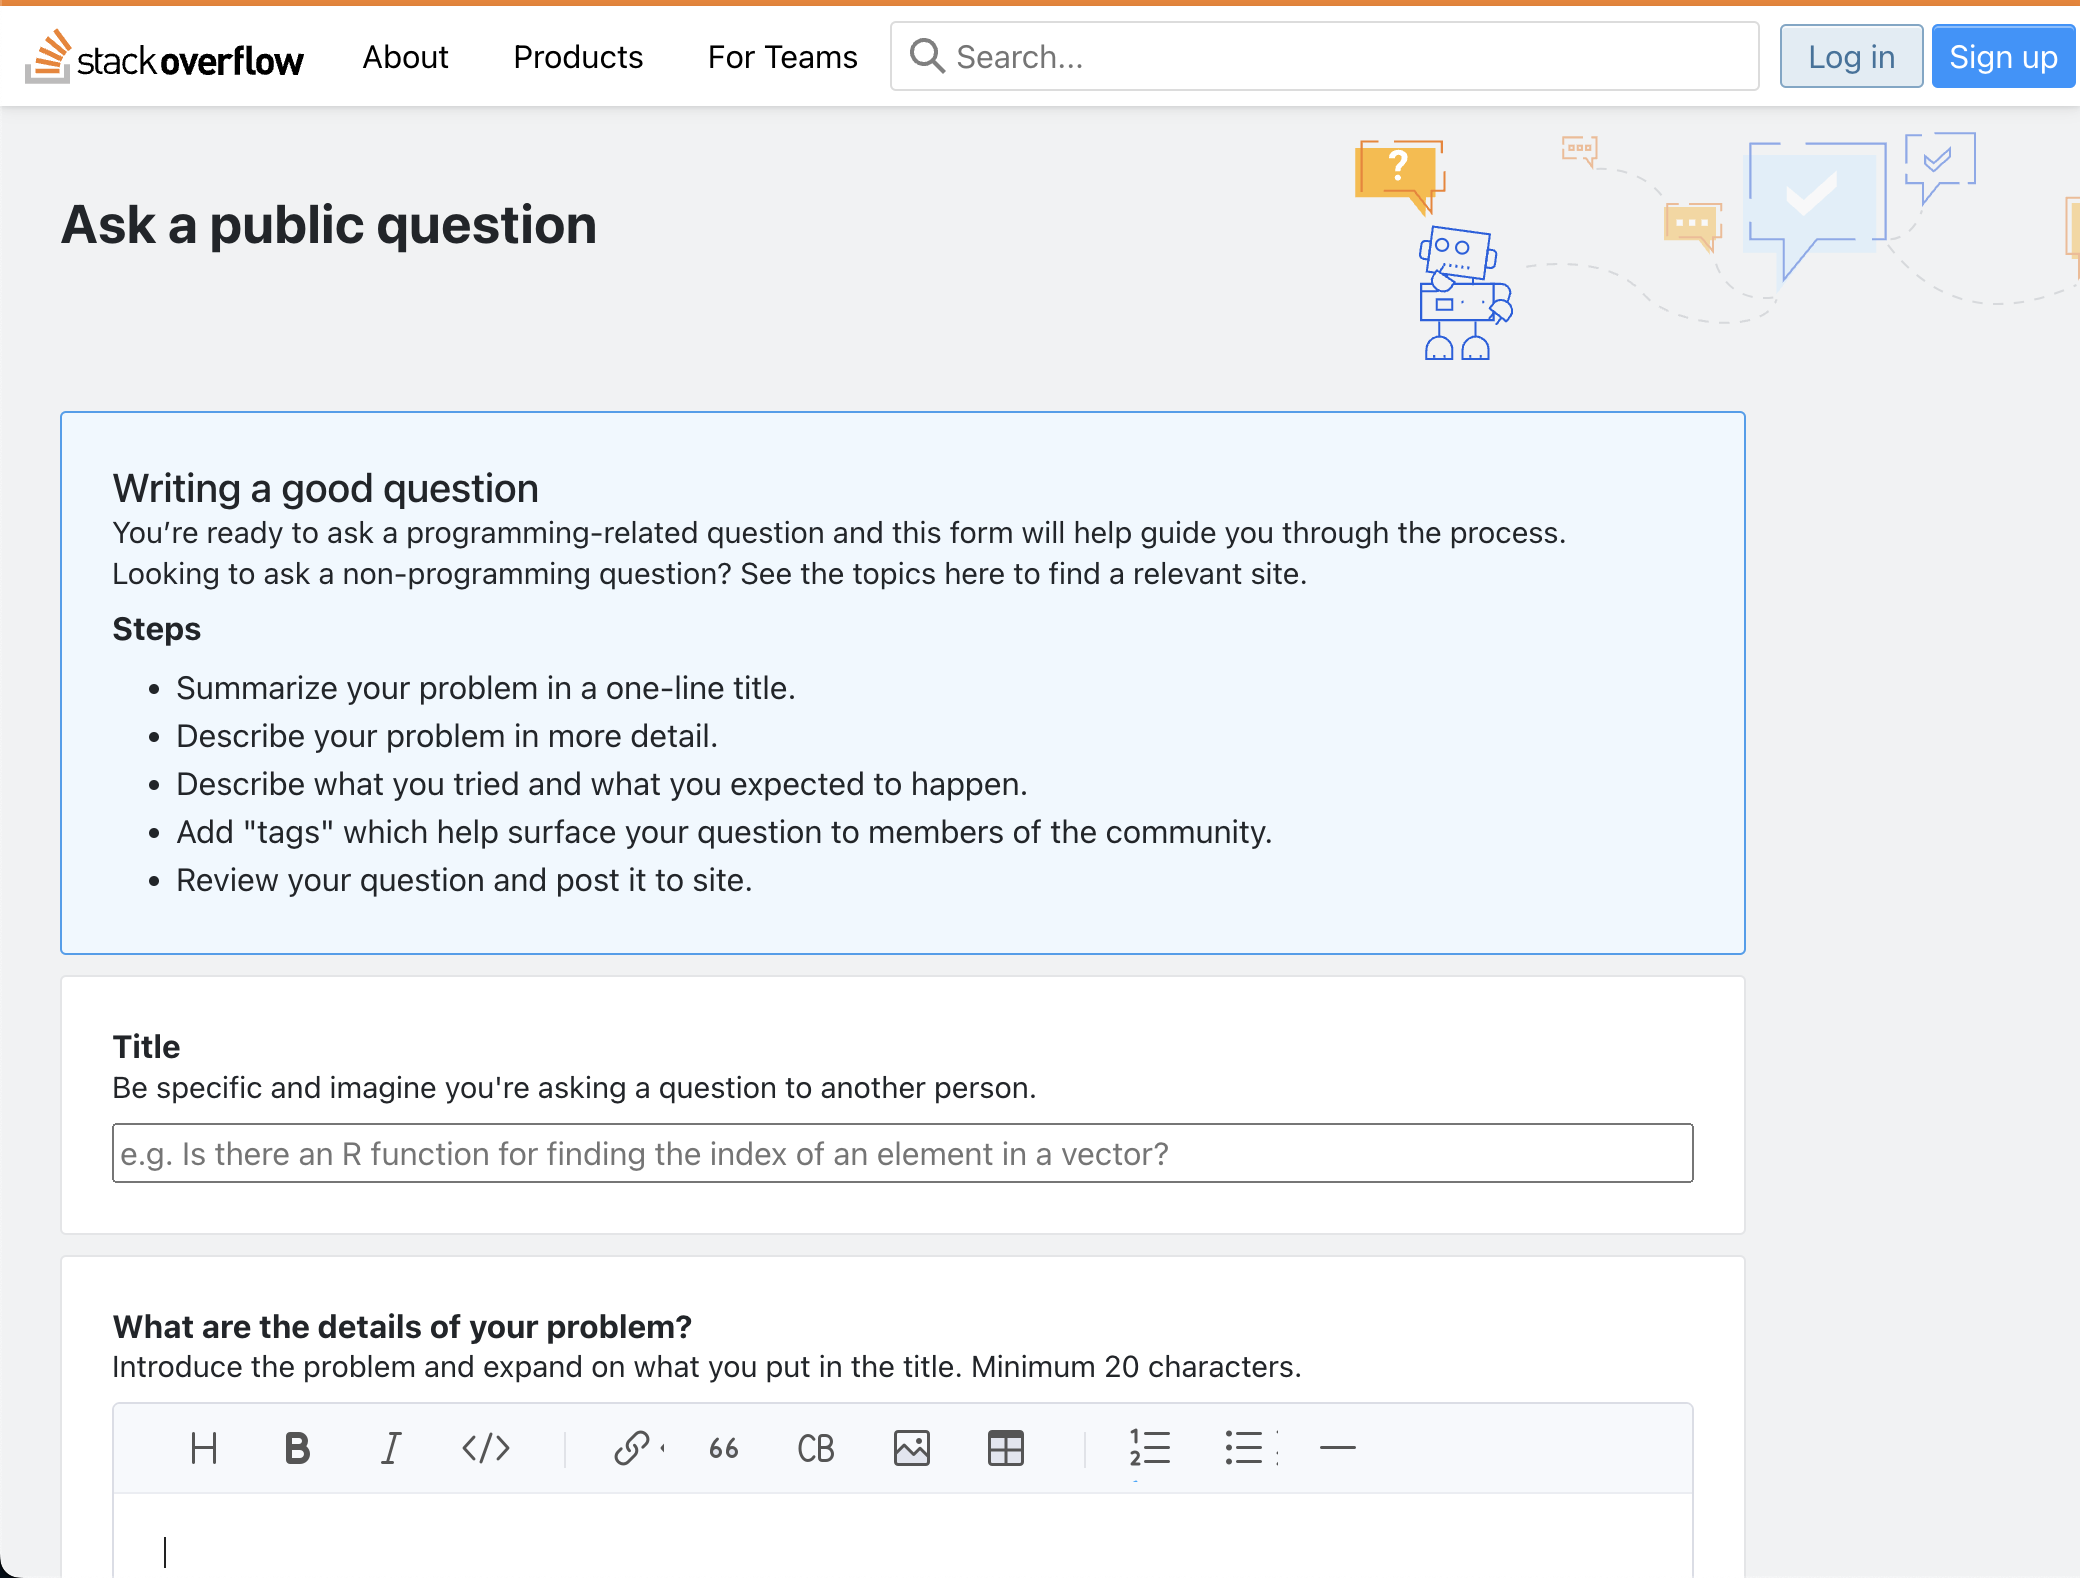 stackoverflow About Products For Teams Search... Log in Sign up
?
Ask a public question
Writing a good question
You’re ready to ask a programming-related question and this form will help guide you through the process.
Looking to ask a non-programming question? See the topics here to find a relevant site.
Steps
• Summarize your problem in a one-line title.
• Describe your problem in more detail.
• Describe what you tried and what you expected to happen.
• Add "tags" which help surface your question to members of the community.
• Review your question and post it to site.
Title
Be specific and imagine you're asking a question to another person.
e.g. Is there an R function for finding the index of an element in a vector?
What are the details of your problem?
Introduce the problem and expand on what you put in the title. Minimum 20 characters.
H B I </> 66 CB 1 2